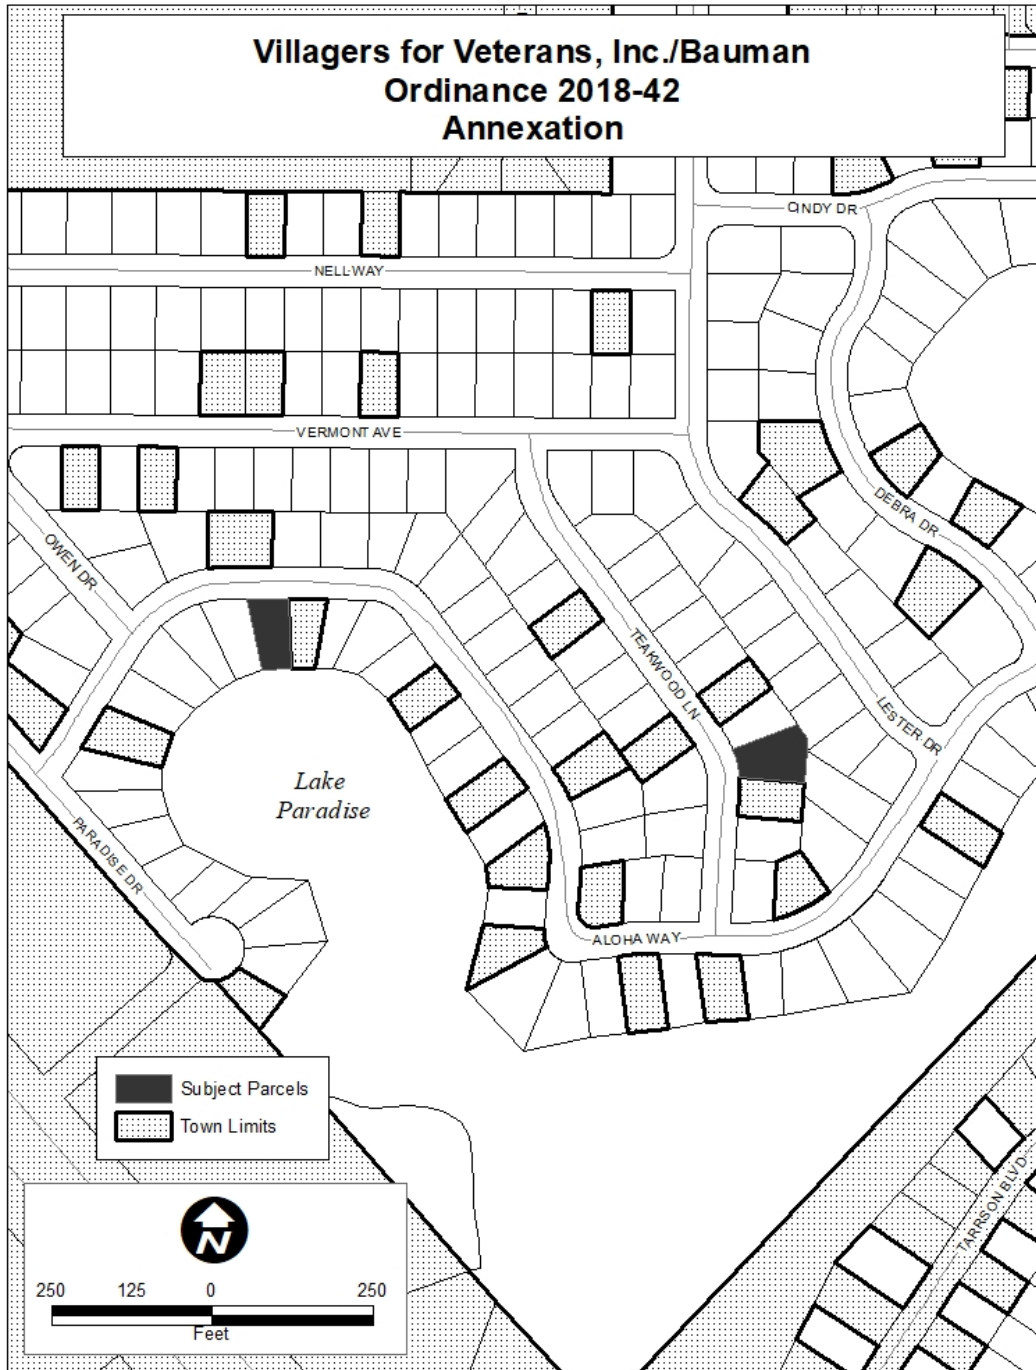 Villagers for Veterans, Inc./Bauman
Ordinance 2018-42
Annexation
CINDY DR
NELL WAY
VERMONT AVE
DEBRA DR
OWEN DR
TEAKWOOD LN
LESTER DR
Lake
Paradise
PARADISE DR
ALOHA WAY
Subject Parcels
Town Limits
TARRSON BLVD
N
250 125 0 250
Feet